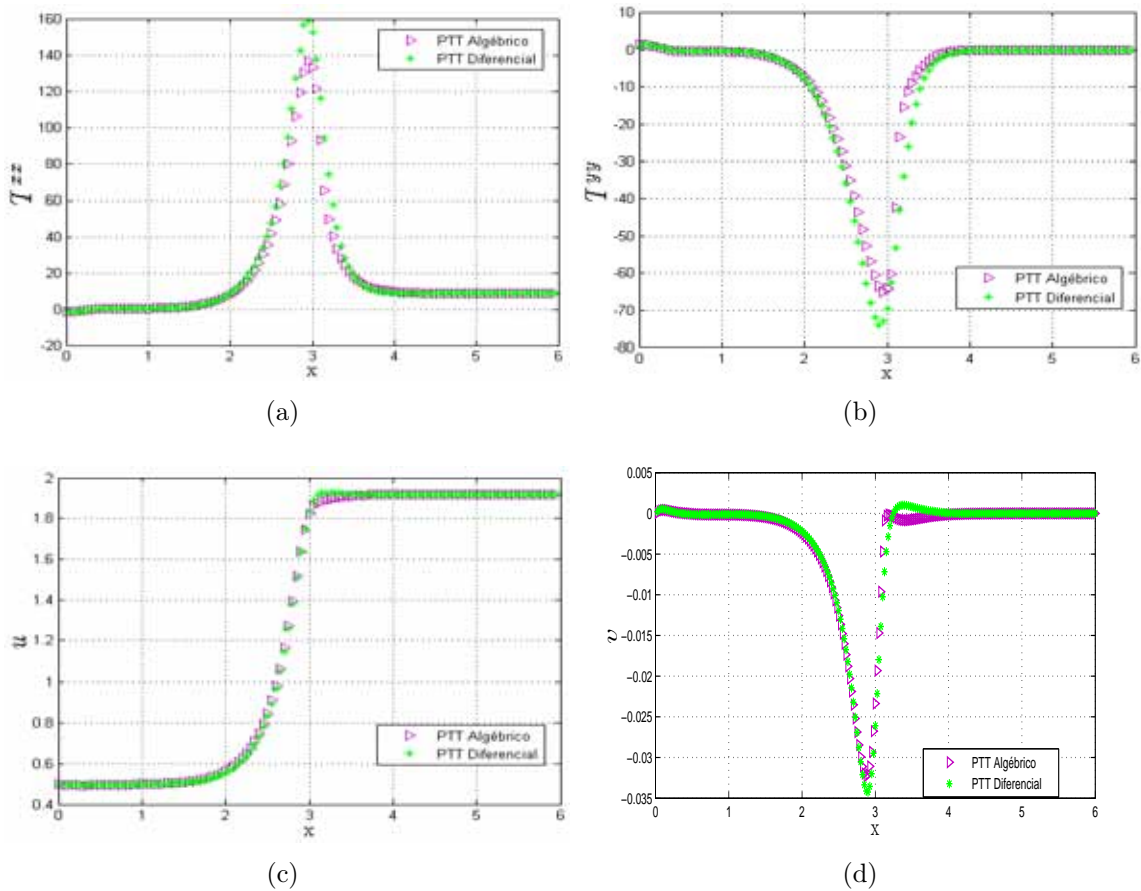 160
140
120
100
80
60
40
20
0
-20
T xx
PTT Algébrico
PTT Diferencial
0 1 2 3 4 5 6
x
(a)
10
0
-10
-20
-30
-40
-50
-60
-70
-80
T yy
PTT Algébrico
PTT Diferencial
0 1 2 3 4 5 6
x
(b)
2
1.8
1.6
1.4
1.2
1
0.8
0.6
0.4
u
PTT Algébrico
PTT Diferencial
0 1 2 3 4 5 6
x
(c)
0.005
0
−0.005
−0.01
−0.015
−0.02
−0.025
−0.03
−0.035
v
PTT Algébrico
PTT Diferencial
0 1 2 3 4 5 6
x
(d)